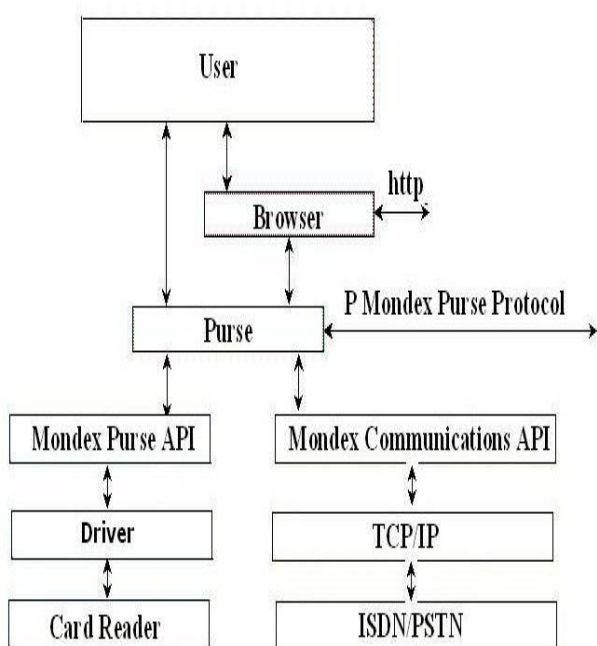 User
http
Browser
P Mondex Purse Protocol
Purse
Mondex Purse API
Mondex Communications API
Driver
TCP/IP
Card Reader
ISDN/PSTN